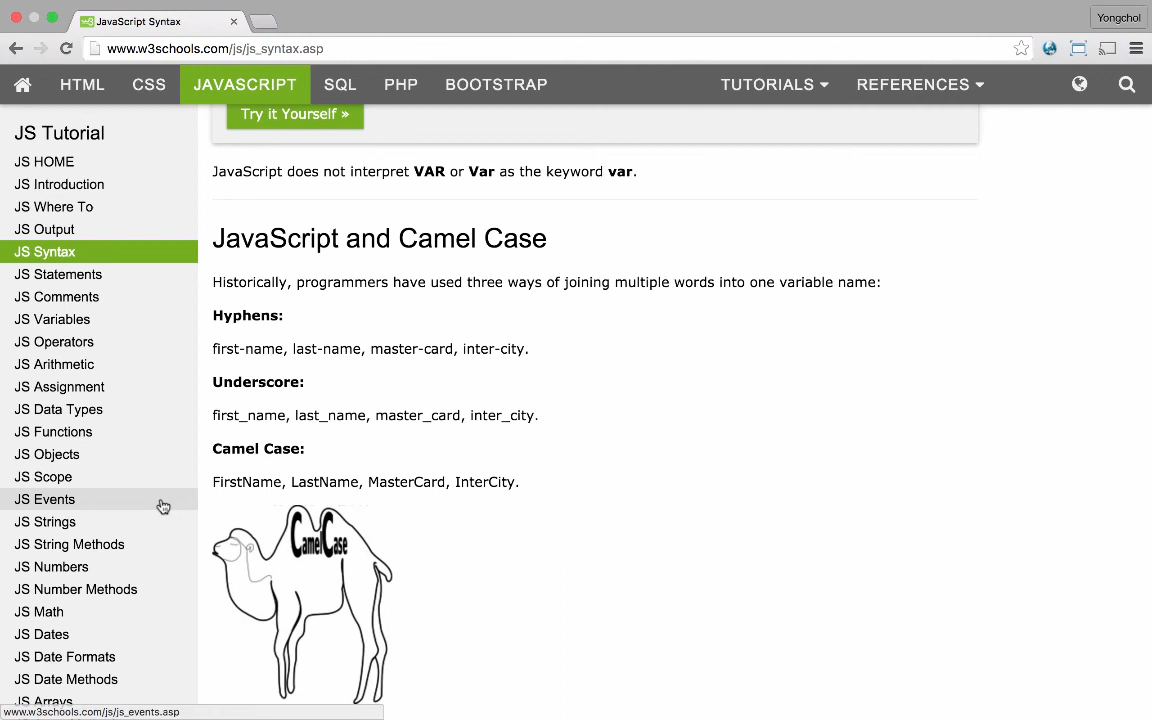 JavaScript Syntax
Yongchol
www.w3schools.com/js/js_syntax.asp
HTML CSS JAVASCRIPT SQL PHP BOOTSTRAP TUTORIALS REFERENCES
JS Tutorial
JS HOME
JS Introduction
JS Where To
JS Output
JS Syntax
JS Statements
JS Comments
JS Variables
JS Operators
JS Arithmetic
JS Assignment
JS Data Types
JS Functions
JS Objects
JS Scope
JS Events
JS Strings
JS String Methods
JS Numbers
JS Number Methods
JS Math
JS Dates
JS Date Formats
JS Date Methods
JS Arrays
www.w3schools.com/js/js_events.asp
Try it Yourself »
JavaScript does not interpret VAR or Var as the keyword var.
JavaScript and Camel Case
Historically, programmers have used three ways of joining multiple words into one variable name:
Hyphens:
first-name, last-name, master-card, inter-city.
Underscore:
first_name, last_name, master_card, inter_city.
Camel Case:
FirstName, LastName, MasterCard, InterCity.
CamelCase